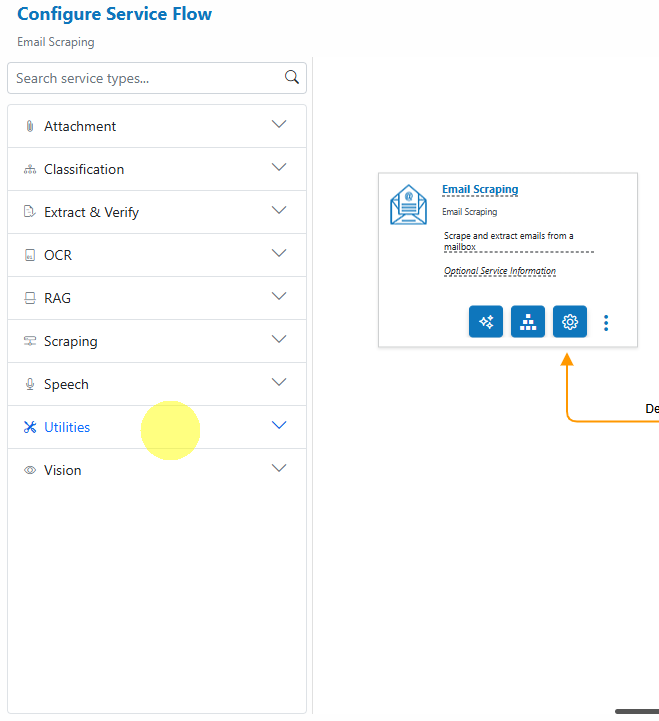 Configure Service Flow
Email Scraping
Search service types...
Attachment
Classification
Extract & Verify
OCR
RAG
Scraping
Speech
Utilities
Vision
Email Scraping
Email Scraping
Scrape and extract emails from a
mailbox
Optional Service Information
De